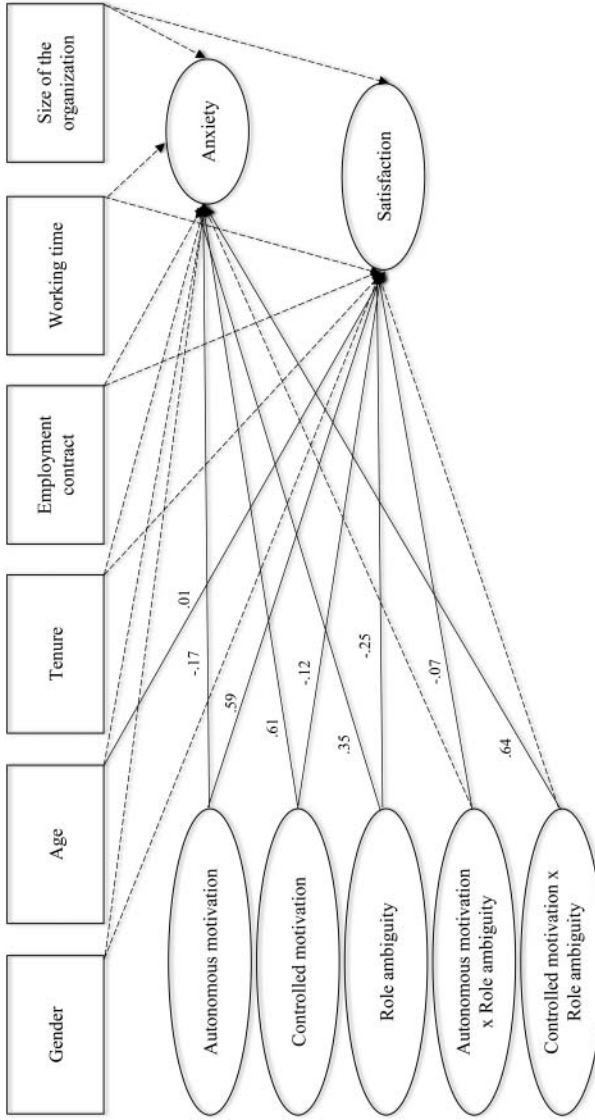 Gender
Age
Tenure
Employment
contract
Working time
Size of the
organization
Autonomous motivation
Controlled motivation
Role ambiguity
Autonomous motivation
x Role ambiguity
Controlled motivation x
Role ambiguity
.01
-.17
.59
.61
-.12
.35
-.25
-.07
.64
Anxiety
Satisfaction